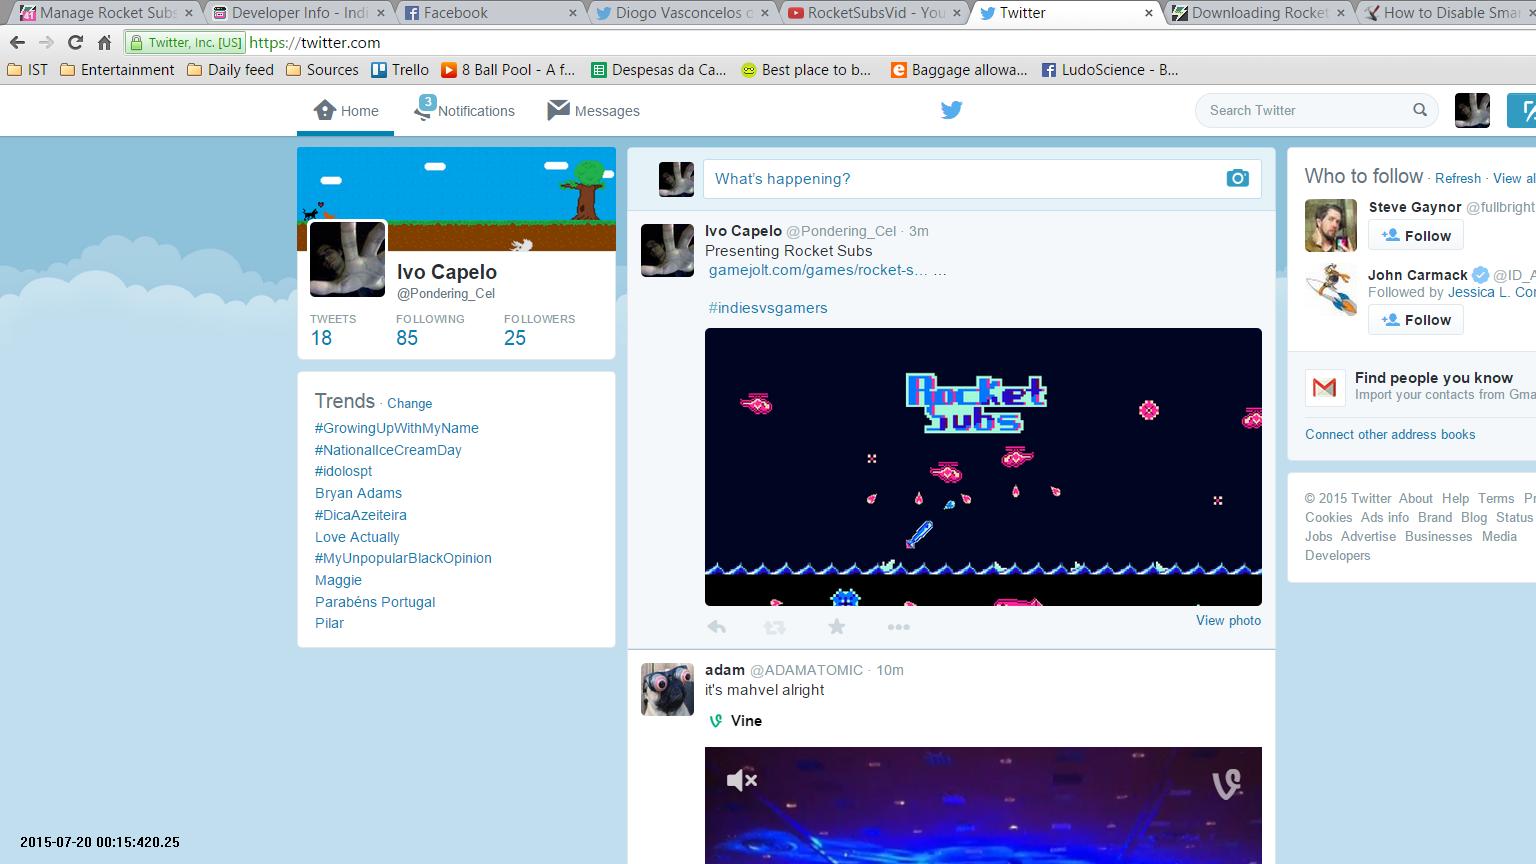 Manage Rocket Subs
Developer Info - Indi
Facebook
Diogo Vasconcelos
RocketSubsVid - You
Twitter
Downloading Rocket
How to Disable Smar
Twitter, Inc. [US]
https://twitter.com
IST
Entertainment
Daily feed
Sources
Trello
8 Ball Pool - A f...
Despesas da Ca...
Best place to b...
Baggage allowa...
LudoScience - B...
Home
3
Notifications
Messages
Search Twitter
Ivo Capelo
@Pondering_Cel
TWEETS FOLLOWING FOLLOWERS
18 85 25
Trends · Change
#GrowingUpWithMyName
#NationalIceCreamDay
#idolospt
Bryan Adams
#DicaAzeiteira
Love Actually
#MyUnpopularBlackOpinion
Maggie
Parabéns Portugal
Pilar
What's happening?
Ivo Capelo @Pondering_Cel · 3m
Presenting Rocket Subs
gamejolt.com/games/rocket-s... ...
#indiesvsgamers
Rocket
Subs
View photo
adam @ADAMATOMIC · 10m
it's mahvel alright
Vine
Who to follow · Refresh · View al
Steve Gaynor @fullbright
Follow
John Carmack @ID_A
Followed by Jessica L. Cor
Follow
Find people you know
Import your contacts from Gma
Connect other address books
© 2015 Twitter About Help Terms Pr
Cookies Ads info Brand Blog Status
Jobs Advertise Businesses Media
Developers
2015-07-20 00:15:420.25